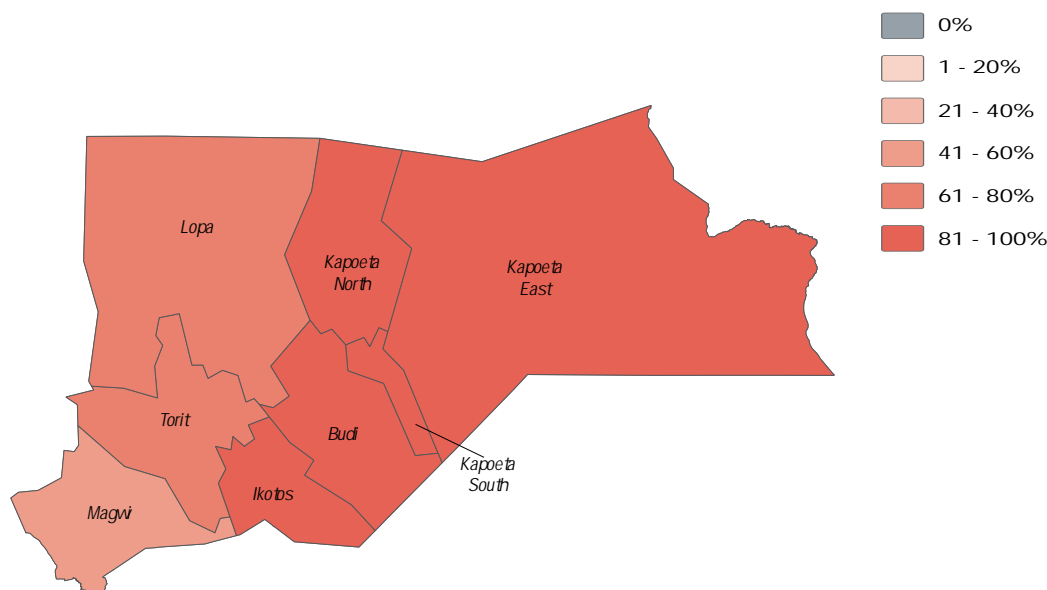 0%
1 - 20%
21 - 40%
41 - 60%
61 - 80%
81 - 100%
Lopa
Kapoeta
North
Kapoeta
East
Torit
Budi
Kapoeta
South
Ikotos
Magwi